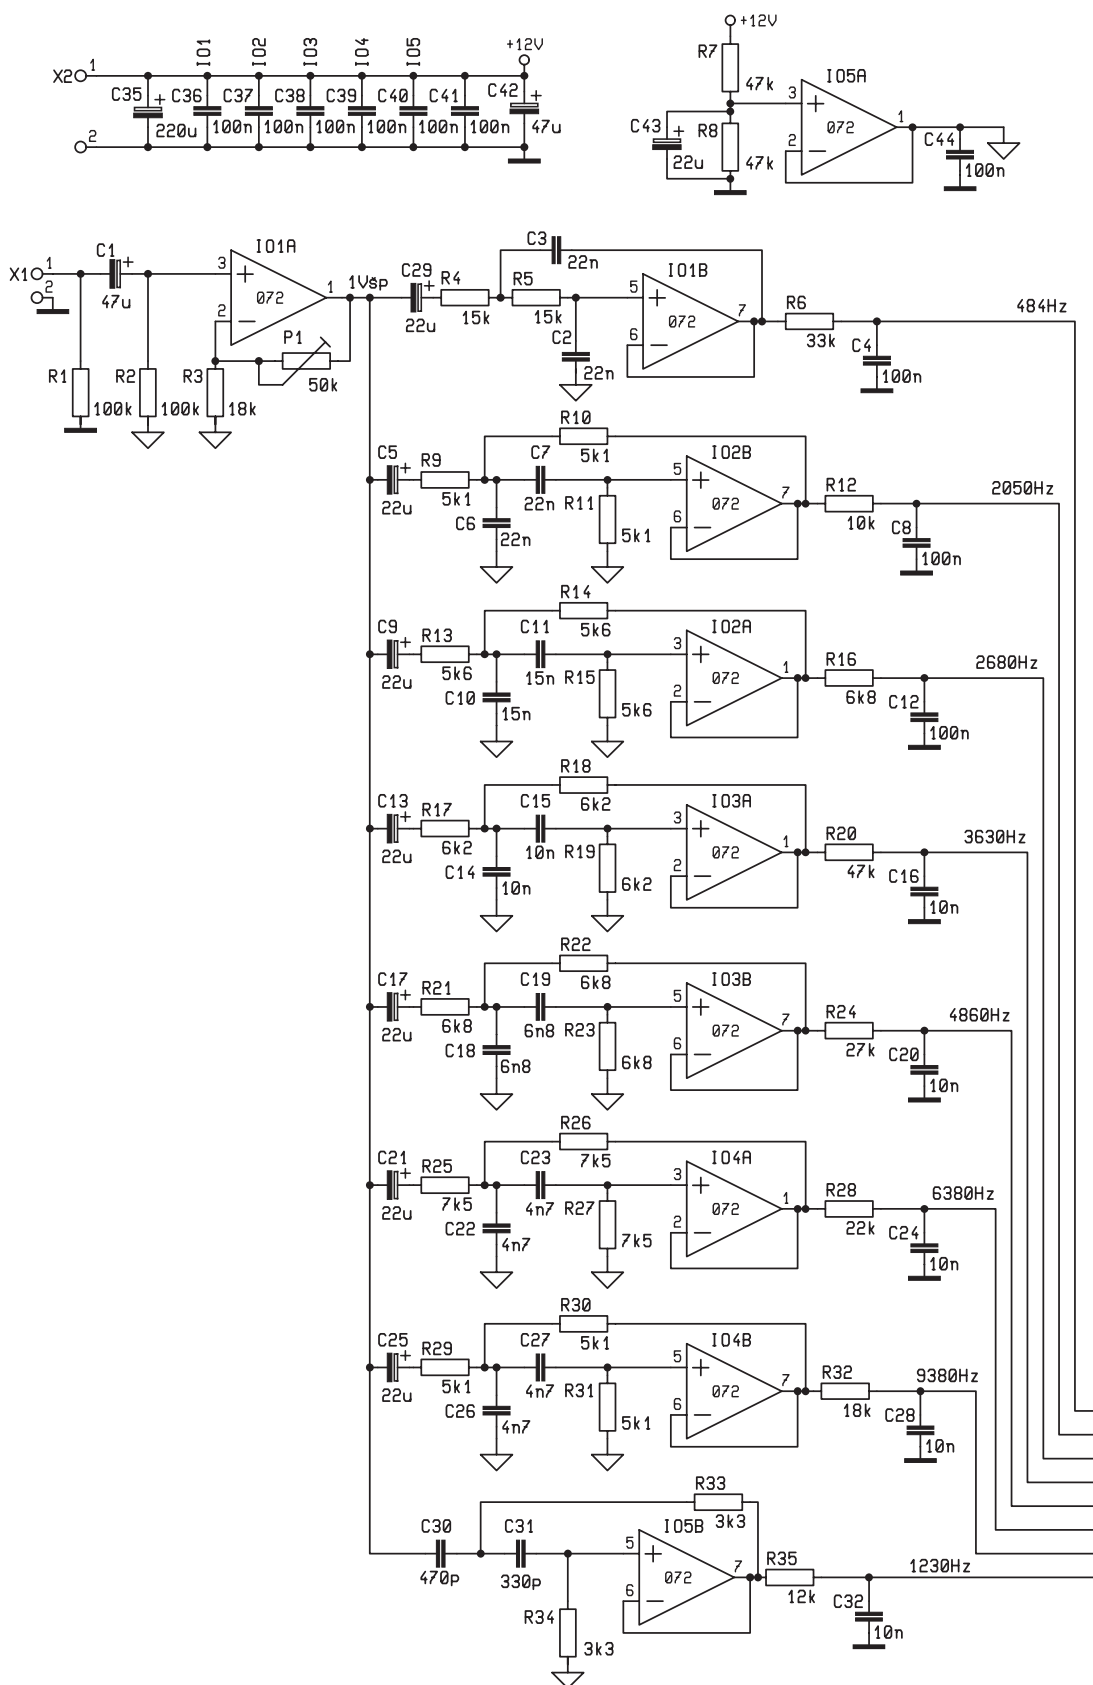 IO1 IO2 IO3 IO4 IO5 +12V
X2 1
C35 + C36 C37 C38 C39 C40 C41 C42 +
220u 100n 100n 100n 100n 100n 100n 47u
2
+12V
R7 47k
IO5A
3 + 1
072
2 −
C43 + 22u
R8 47k
C44 100n
X1 1
2
C1 + 47u
R1 100k
R2 100k
R3 18k
IO1A
3 + 1
072
2 −
P1 50k
1Všp
C29 + 22u
R4 15k
R5 15k
C3 22n
C2 22n
IO1B
5 + 7
072
6 −
R6 33k
C4 100n
484Hz
C5 + 22u
R9 5k1
C6 22n
C7 22n
R10 5k1
R11 5k1
IO2B
5 + 7
072
6 −
R12 10k
C8 100n
2050Hz
C9 + 22u
R13 5k6
C10 15n
C11 15n
R14 5k6
R15 5k6
IO2A
3 + 1
072
2 −
R16 6k8
C12 100n
2680Hz
C13 + 22u
R17 6k2
C14 10n
C15 10n
R18 6k2
R19 6k2
IO3A
3 + 1
072
2 −
R20 47k
C16 10n
3630Hz
C17 + 22u
R21 6k8
C18 6n8
C19 6n8
R22 6k8
R23 6k8
IO3B
5 + 7
072
6 −
R24 27k
C20 10n
4860Hz
C21 + 22u
R25 7k5
C22 4n7
C23 4n7
R26 7k5
R27 7k5
IO4A
3 + 1
072
2 −
R28 22k
C24 10n
6380Hz
C25 + 22u
R29 5k1
C26 4n7
C27 4n7
R30 5k1
R31 5k1
IO4B
5 + 7
072
6 −
R32 18k
C28 10n
9380Hz
C30 470p
C31 330p
R33 3k3
R34 3k3
IO5B
5 + 7
072
6 −
R35 12k
C32 10n
1230Hz